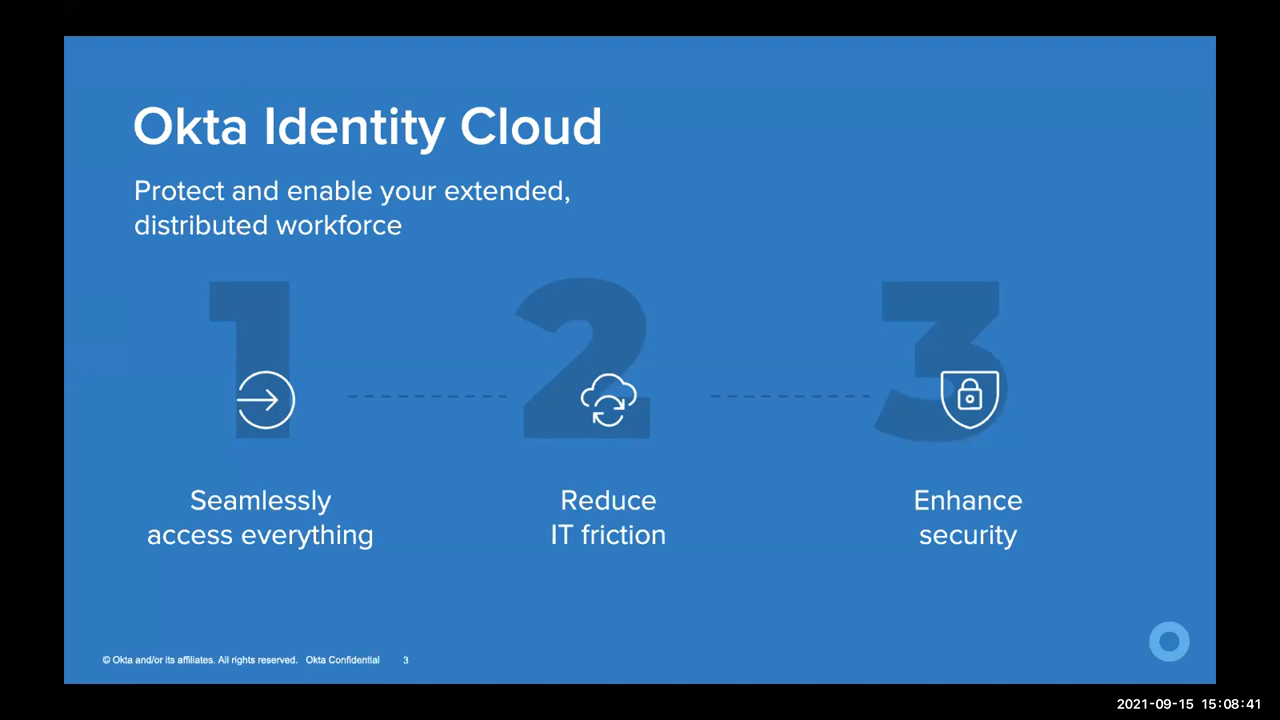 Okta Identity Cloud
Protect and enable your extended,
distributed workforce
1
2
3
Seamlessly
access everything
Reduce
IT friction
Enhance
security
© Okta and/or its affiliates. All rights reserved. Okta Confidential 3
2021-09-15 15:08:41